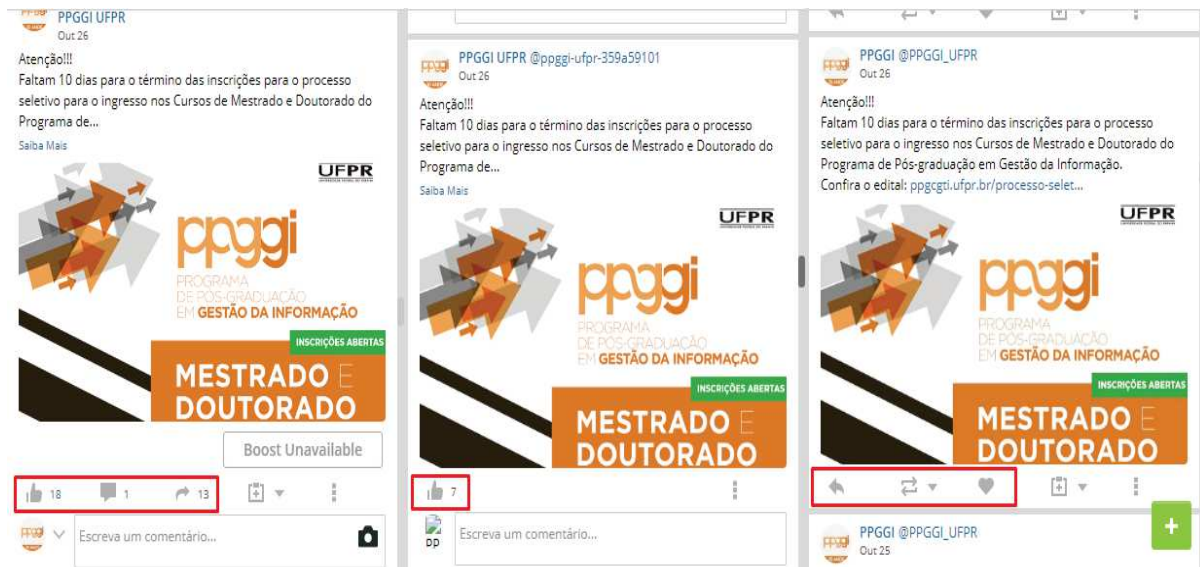 PPGGI UFPR
Out 26
Atenção!!!
Faltam 10 dias para o término das inscrições para o processo
seletivo para o ingresso nos Cursos de Mestrado e Doutorado do
Programa de...
Saiba Mais
UFPR
ppggi
PROGRAMA
DE PÓS-GRADUAÇÃO
EM GESTÃO DA INFORMAÇÃO
INSCRIÇÕES ABERTAS
MESTRADO E
DOUTORADO
Boost Unavailable
18
1
13
Escreva um comentário...
PPGGI UFPR @ppggi-ufpr-359a59101
Out 26
Atenção!!!
Faltam 10 dias para o término das inscrições para o processo
seletivo para o ingresso nos Cursos de Mestrado e Doutorado do
Programa de...
Saiba Mais
UFPR
ppggi
PROGRAMA
DE PÓS-GRADUAÇÃO
EM GESTÃO DA INFORMAÇÃO
INSCRIÇÕES ABERTAS
MESTRADO E
DOUTORADO
7
pp
Escreva um comentário...
PPGGI @PPGGI_UFPR
Out 26
Atenção!!!
Faltam 10 dias para o término das inscrições para o processo
seletivo para o ingresso nos Cursos de Mestrado e Doutorado do
Programa de Pós-graduação em Gestão da Informação.
Confira o edital: ppgcgti.ufpr.br/processo-selet...
UFPR
ppggi
PROGRAMA
DE PÓS-GRADUAÇÃO
EM GESTÃO DA INFORMAÇÃO
INSCRIÇÕES ABERTAS
MESTRADO E
DOUTORADO
PPGGI @PPGGI_UFPR
Out 25